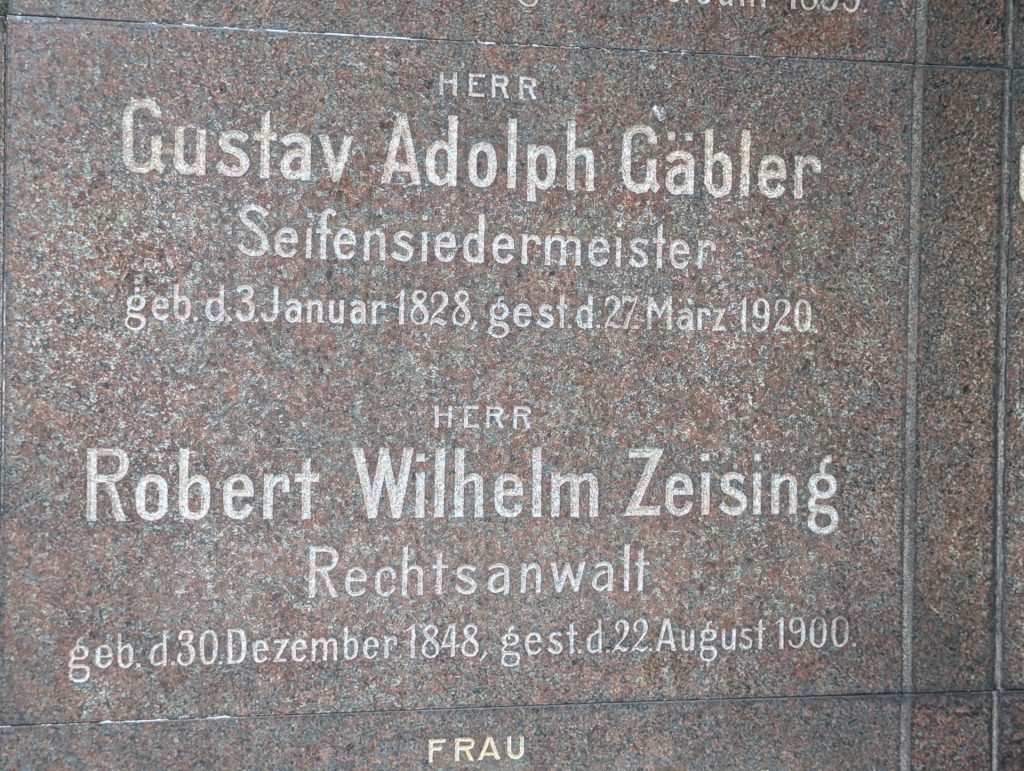 1899.
HERR
Gustav Adolph Gäbler
Seifensiedermeister
geb. d. 3. Januar 1828, gest. d. 27. März 1920.
HERR
Robert Wilhelm Zeising
Rechtsanwalt
geb. d. 30. Dezember 1848, gest. d. 22. August 1900.
FRAU